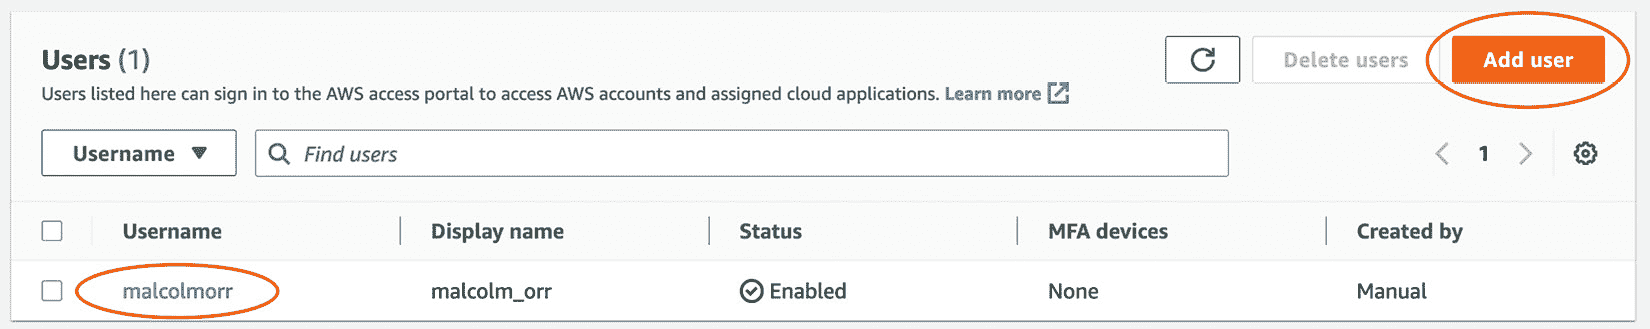 Users (1)
Delete users
Add user
Users listed here can sign in to the AWS access portal to access AWS accounts and assigned cloud applications. Learn more
Username
Find users
1
Username Display name Status MFA devices Created by
malcolmorr malcolm_orr Enabled None Manual